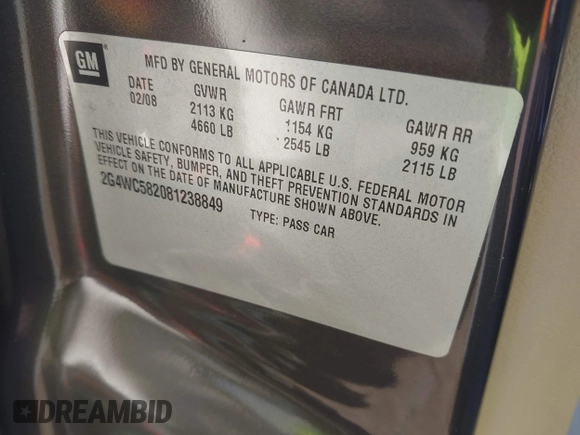 GM
MFD BY GENERAL MOTORS OF CANADA LTD.
DATE GVWR GAWR FRT GAWR RR
02/08 2113 KG 1154 KG 959 KG
4660 LB 2545 LB 2115 LB
THIS VEHICLE CONFORMS TO ALL APPLICABLE U.S. FEDERAL MOTOR
VEHICLE SAFETY, BUMPER, AND THEFT PREVENTION STANDARDS IN
EFFECT ON THE DATE OF MANUFACTURE SHOWN ABOVE.
2G4WC582081238849
TYPE: PASS CAR
DREAMBID